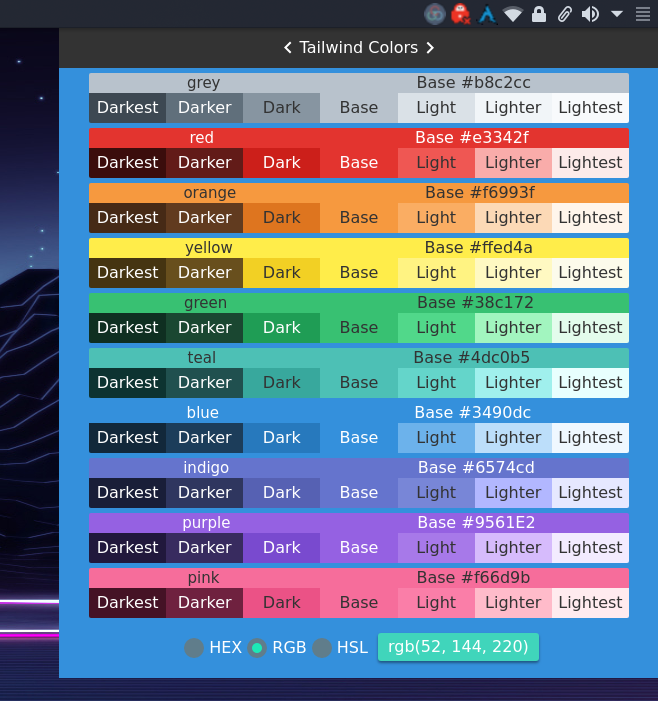 Tailwind Colors
grey Base #b8c2cc
Darkest Darker Dark Base Light Lighter Lightest
red Base #e3342f
Darkest Darker Dark Base Light Lighter Lightest
orange Base #f6993f
Darkest Darker Dark Base Light Lighter Lightest
yellow Base #ffed4a
Darkest Darker Dark Base Light Lighter Lightest
green Base #38c172
Darkest Darker Dark Base Light Lighter Lightest
teal Base #4dc0b5
Darkest Darker Dark Base Light Lighter Lightest
blue Base #3490dc
Darkest Darker Dark Base Light Lighter Lightest
indigo Base #6574cd
Darkest Darker Dark Base Light Lighter Lightest
purple Base #9561E2
Darkest Darker Dark Base Light Lighter Lightest
pink Base #f66d9b
Darkest Darker Dark Base Light Lighter Lightest
HEX RGB HSL rgb(52, 144, 220)